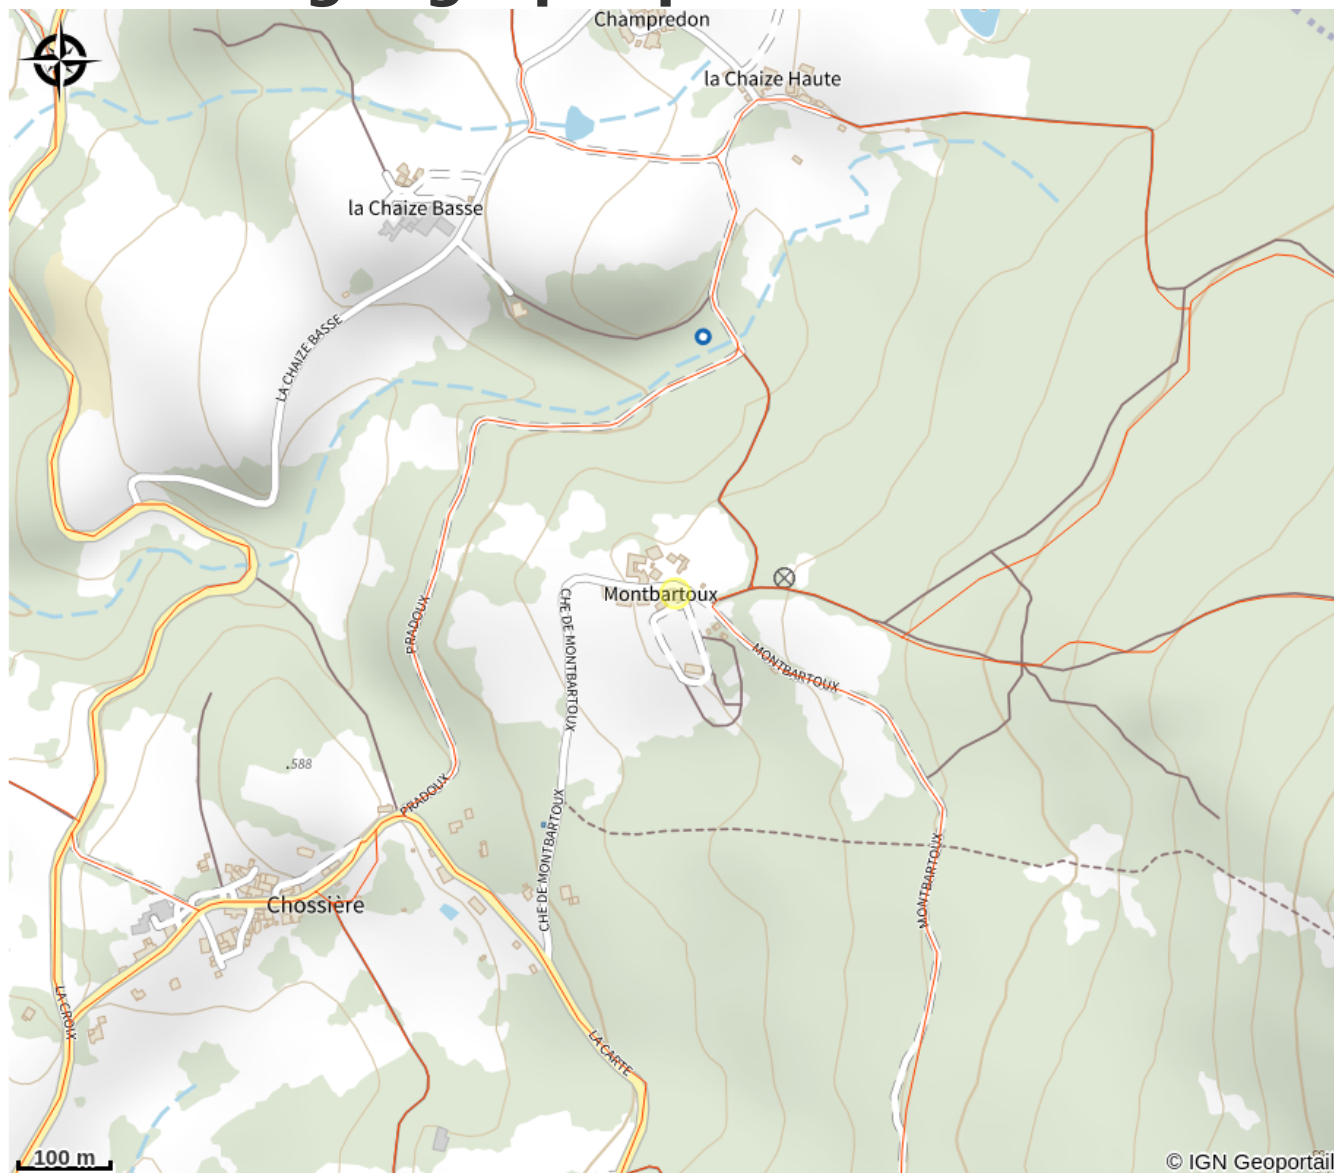 Champredon
la Chaize Haute
la Chaize Basse
LA CHAIZE BASSE
Montbartoux
CHE DE MONTBARTOUX
PRADOUX
MONTBARTOUX
.588
PRADOUX
CHE DE MONTBARTOUX
MONTBARTOUX
Chossière
LA CROIX
LA CARTE
100 m
© IGN Geoportail